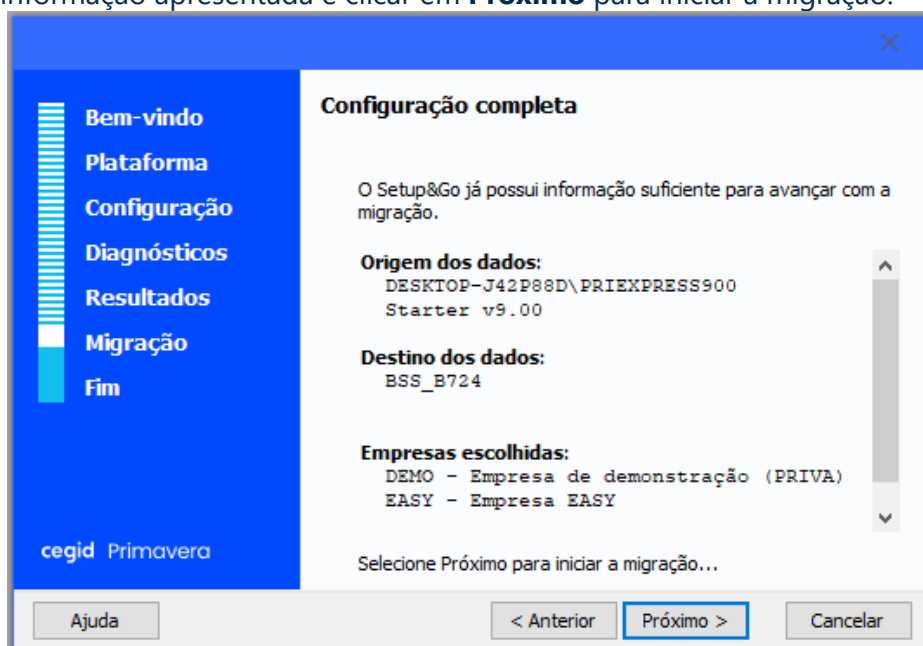 informação apresentada e clicar em Próximo para iniciar a migração.
Bem-vindo
Plataforma
Configuração
Diagnósticos
Resultados
Migração
Fim
cegid Primavera
Configuração completa
O Setup&Go já possui informação suficiente para avançar com a
migração.
Origem dos dados:
DESKTOP-J42P88D\PRIEXPRESS900
Starter v9.00
Destino dos dados:
BSS_B724
Empresas escolhidas:
DEMO - Empresa de demonstração (PRIVA)
EASY - Empresa EASY
Selecione Próximo para iniciar a migração...
Ajuda
< Anterior
Próximo >
Cancelar